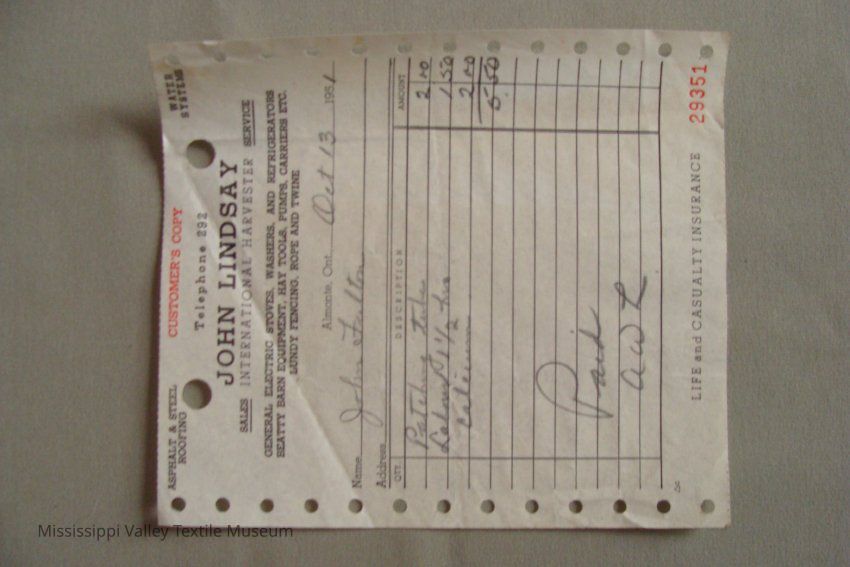 ASPHALT & STEEL ROOFING
CUSTOMER'S COPY
WATER SYSTEMS
Telephone 292
JOHN LINDSAY
SALES INTERNATIONAL HARVESTER SERVICE
GENERAL ELECTRIC STOVES, WASHERS, AND REFRIGERATORS
BEATTY BARN EQUIPMENT, HAY TOOLS, PUMPS, CARRIERS ETC.
LUNDY FENCING, ROPE AND TWINE
Almonte, Ont. Oct 13 1951
Name John Fulton
Address
QTY. DESCRIPTION AMOUNT
Patching tube 2.00
Labour 1 1/2 hrs 1.50
Calcium 2.00
5.50
Paid
AWL
LIFE and CASUALTY INSURANCE
29351
Mississippi Valley Textile Museum